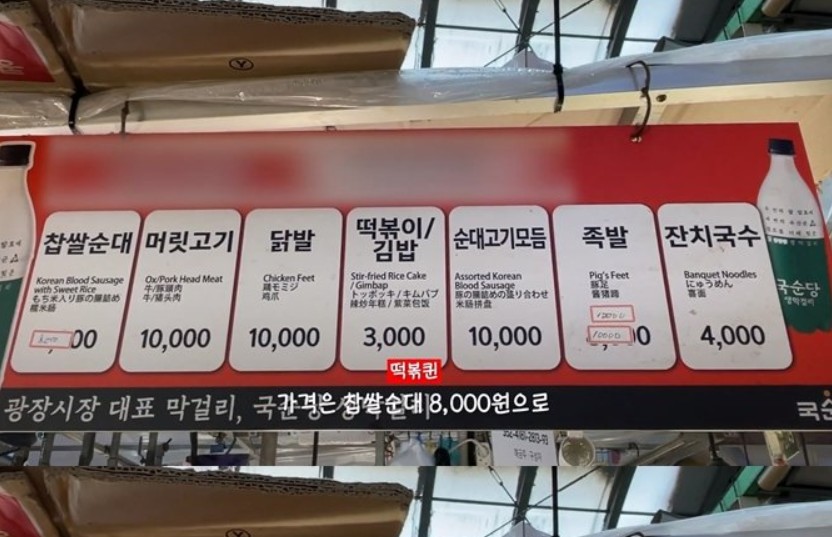 찹쌀순대
Korean Blood Sausage
with Sweet Rice
もち米入り豚の腸詰め
糯米肠
00
머릿고기
Ox/Pork Head Meat
牛/豚頭肉
牛/猪头肉
10,000
닭발
Chicken Feet
鶏モミジ
鸡爪
10,000
떡볶이/
김밥
Stir-fried Rice Cake
/ Gimbap
トッポッキ / キムパプ
辣炒年糕 / 紫菜包饭
3,000
순대고기모듬
Assorted Korean
Blood Sausage
豚の腸詰めの盛り合わせ
米肠拼盘
10,000
족발
Pig's Feet
豚足
酱猪蹄
12000
10000
00
잔치국수
Banquet Noodles
にゅうめん
喜面
4,000
국순당
생막걸리
떡볶퀸
가격은 찹쌀순대 8,000원으로
광장시장 대표 막걸리, 국순당
국순